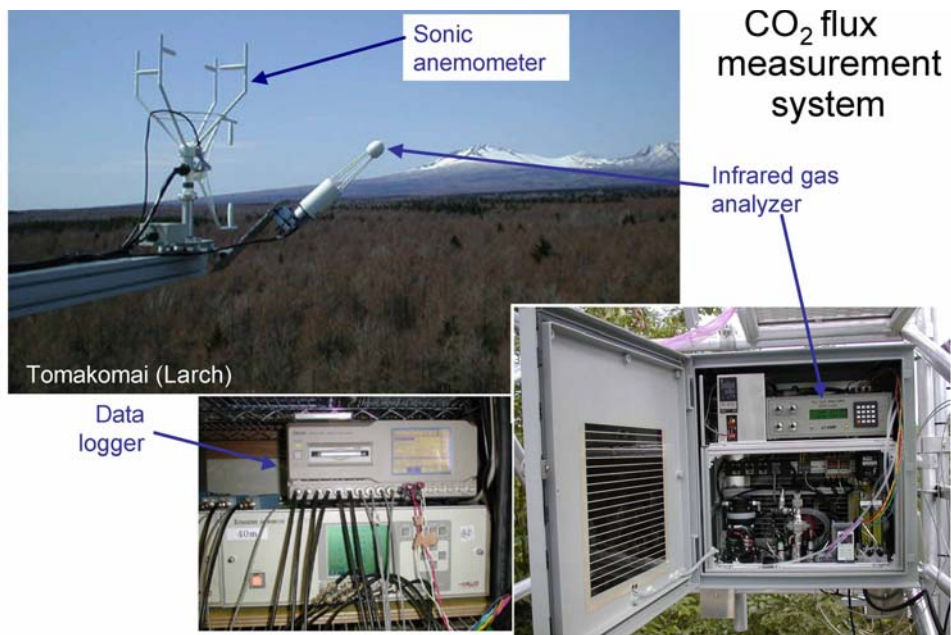 Sonic
anemometer
CO₂ flux
measurement
system
Infrared gas
analyzer
Tomakomai (Larch)
Data
logger
40m